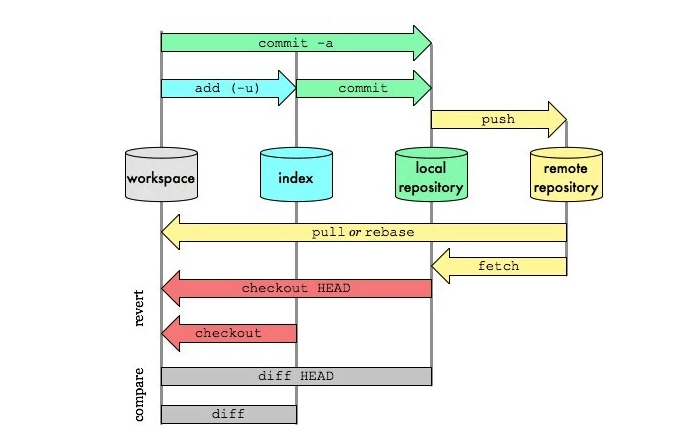 commit -a
add (-u)
commit
push
workspace
index
local
repository
remote
repository
pull or rebase
fetch
revert
checkout HEAD
checkout
compare
diff HEAD
diff